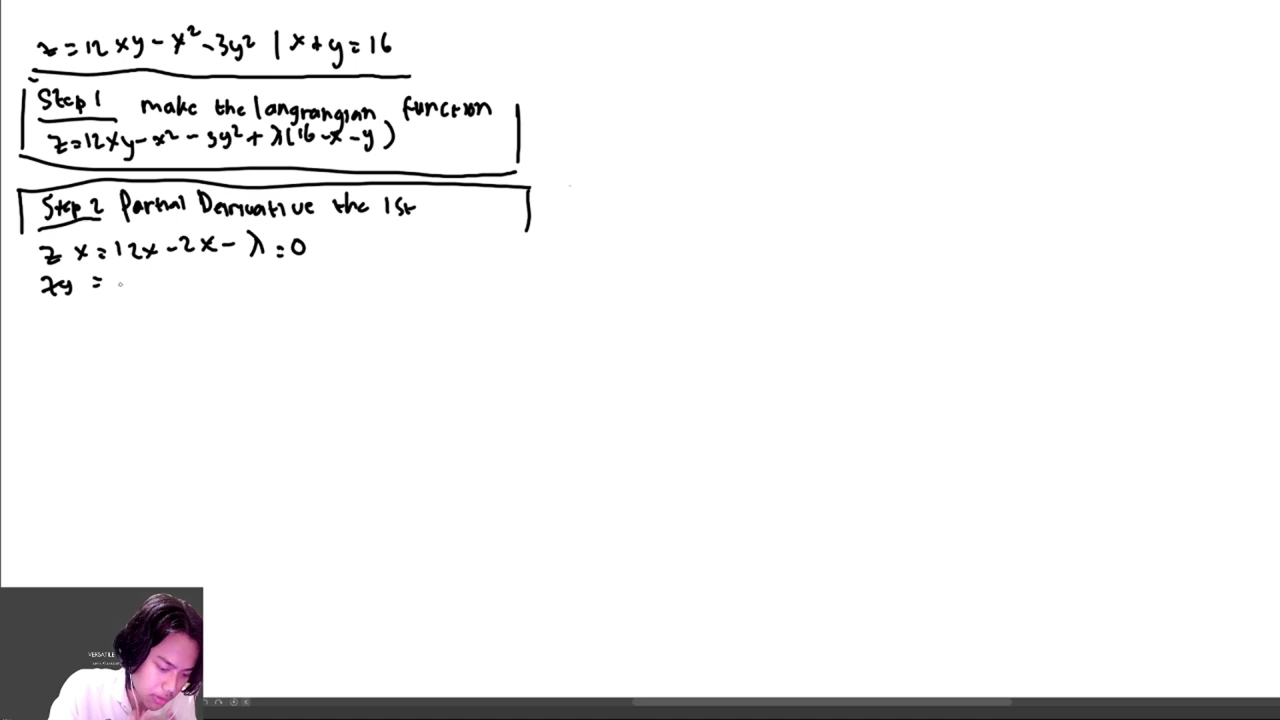 z = 12xy - x² - 3y² | x + y = 16
Step 1 make the langrangian function
z = 12xy - x² - 3y² + λ(16 - x - y)
Step 2 Partial Derivative the 1st
z x = 12x - 2x - λ = 0
zy =
VERSATILE